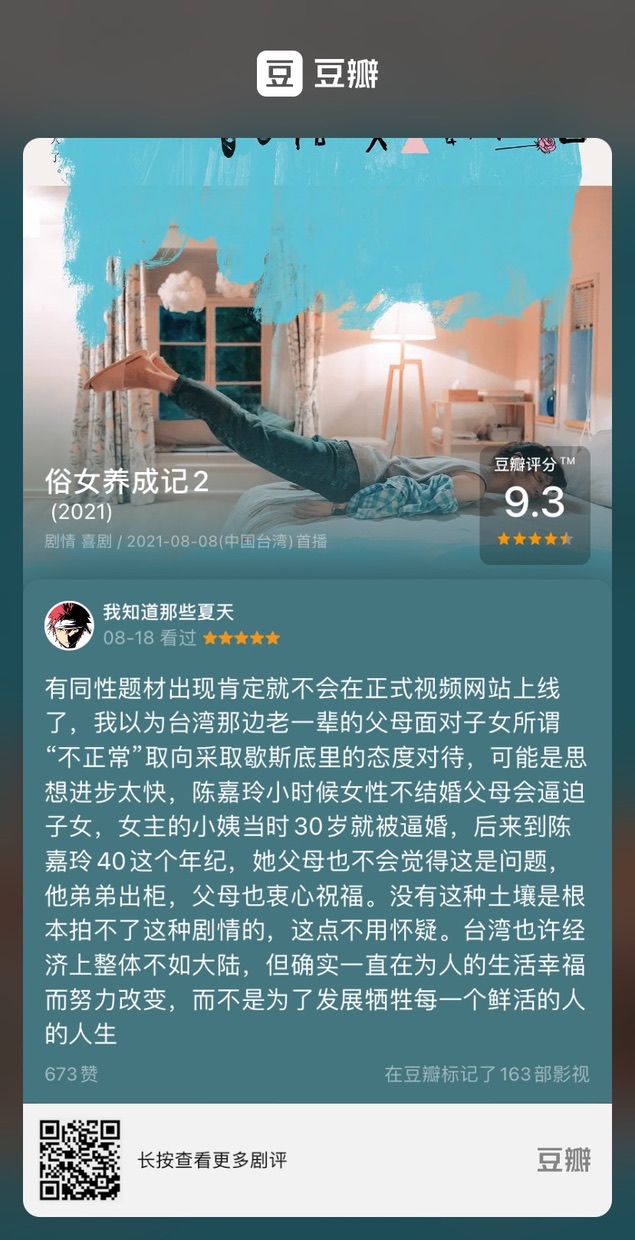 豆 豆瓣
俗女养成记2
(2021)
剧情 喜剧 / 2021-08-08(中国台湾)首播
豆瓣评分™
9.3
我知道那些夏天
08-18 看过
有同性题材出现肯定就不会在正式视频网站上线
了，我以为台湾那边老一辈的父母面对子女所谓
“不正常”取向采取歇斯底里的态度对待，可能是思
想进步太快，陈嘉玲小时候女性不结婚父母会逼迫
子女，女主的小姨当时30岁就被逼婚，后来到陈
嘉玲40这个年纪，她父母也不会觉得这是问题，
他弟弟出柜，父母也衷心祝福。没有这种土壤是根
本拍不了这种剧情的，这点不用怀疑。台湾也许经
济上整体不如大陆，但确实一直在为人的生活幸福
而努力改变，而不是为了发展牺牲每一个鲜活的人
的人生
673赞
在豆瓣标记了163部影视
长按查看更多剧评
豆瓣